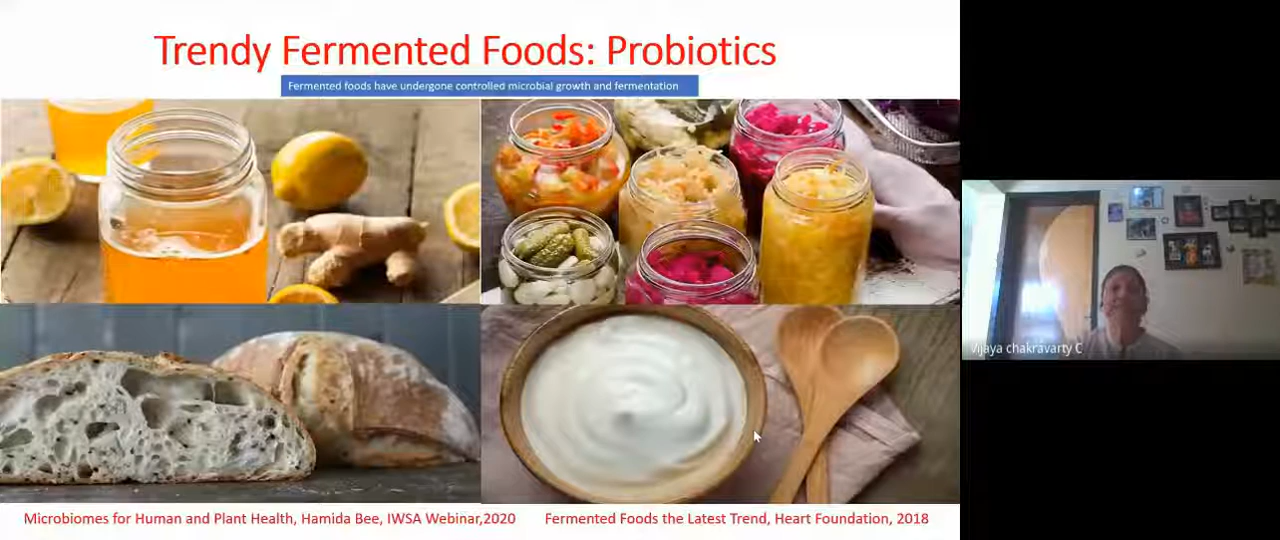 Trendy Fermented Foods: Probiotics
Fermented foods have undergone controlled microbial growth and fermentation
Vijaya chakravarty C
Microbiomes for Human and Plant Health, Hamida Bee, IWSA Webinar,2020
Fermented Foods the Latest Trend, Heart Foundation, 2018